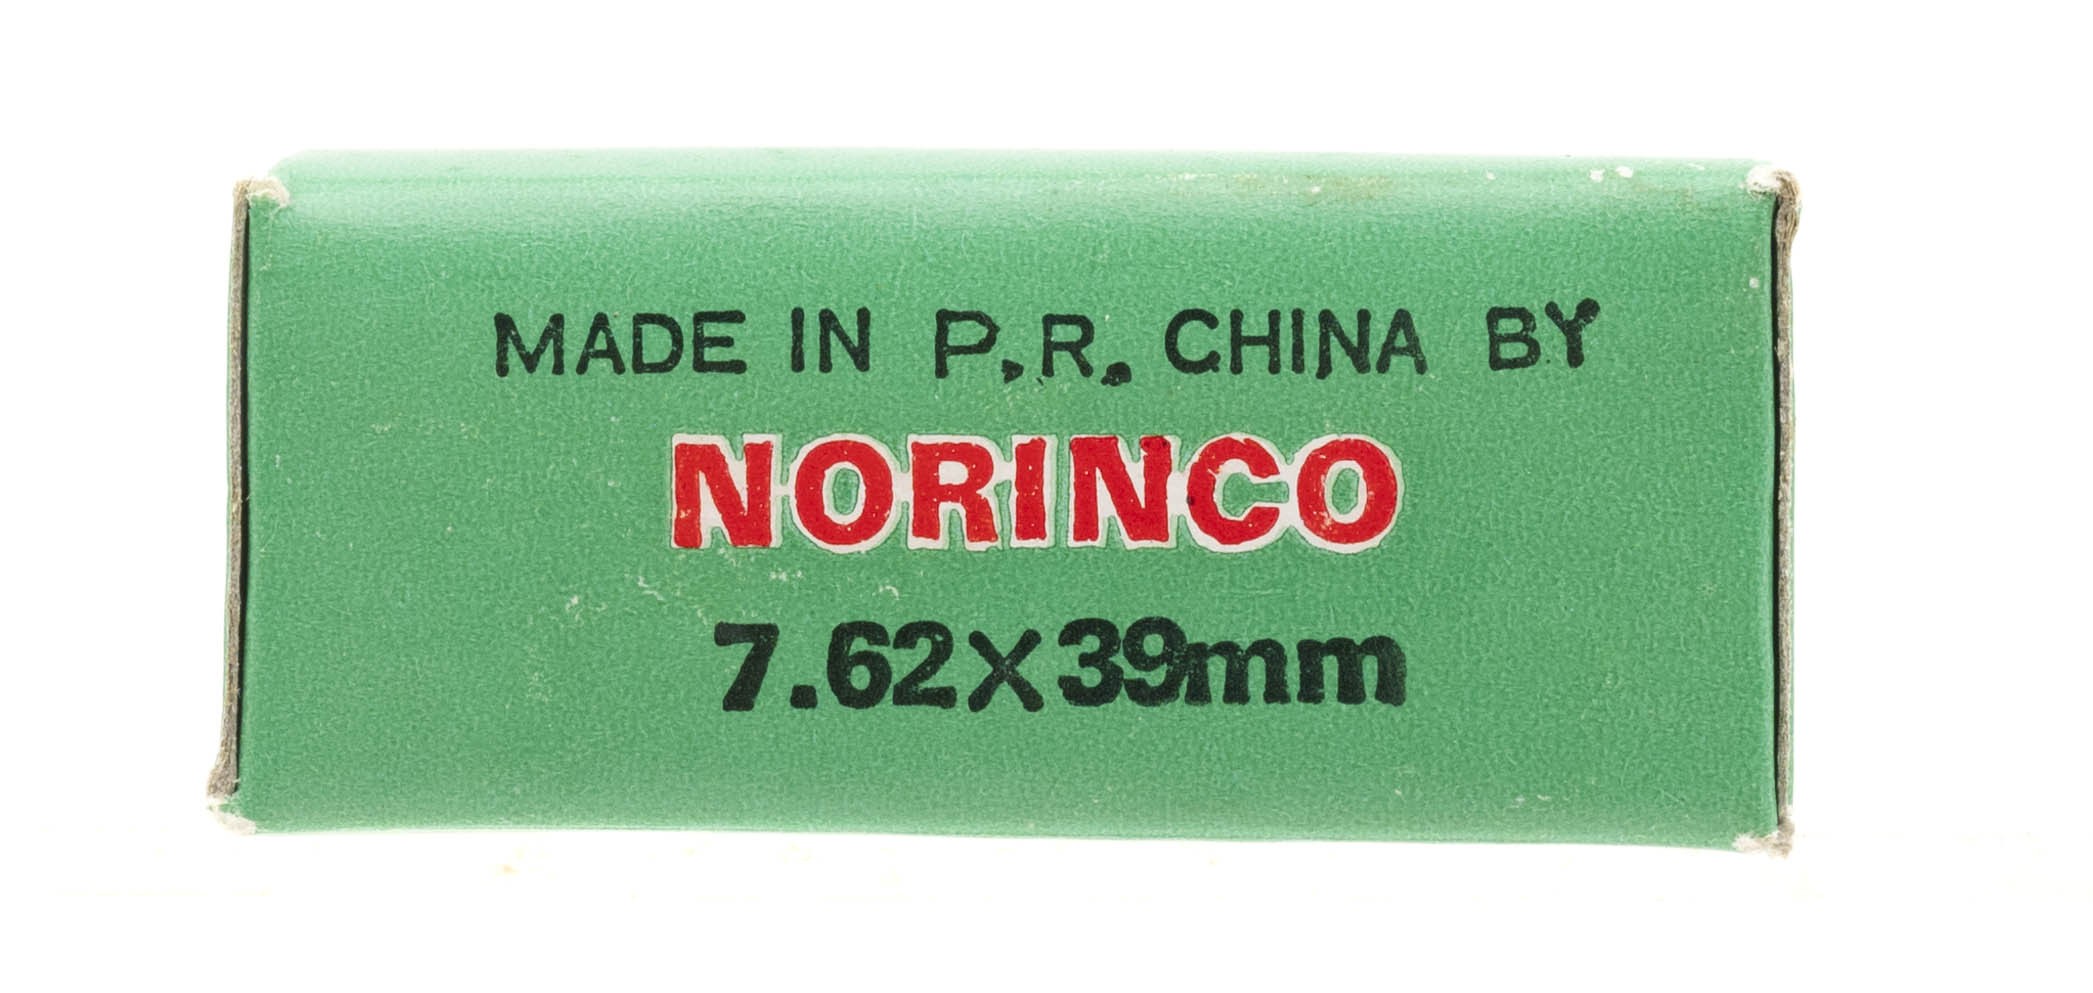 MADE IN P.R. CHINA BY
NORINCO
7.62X39mm